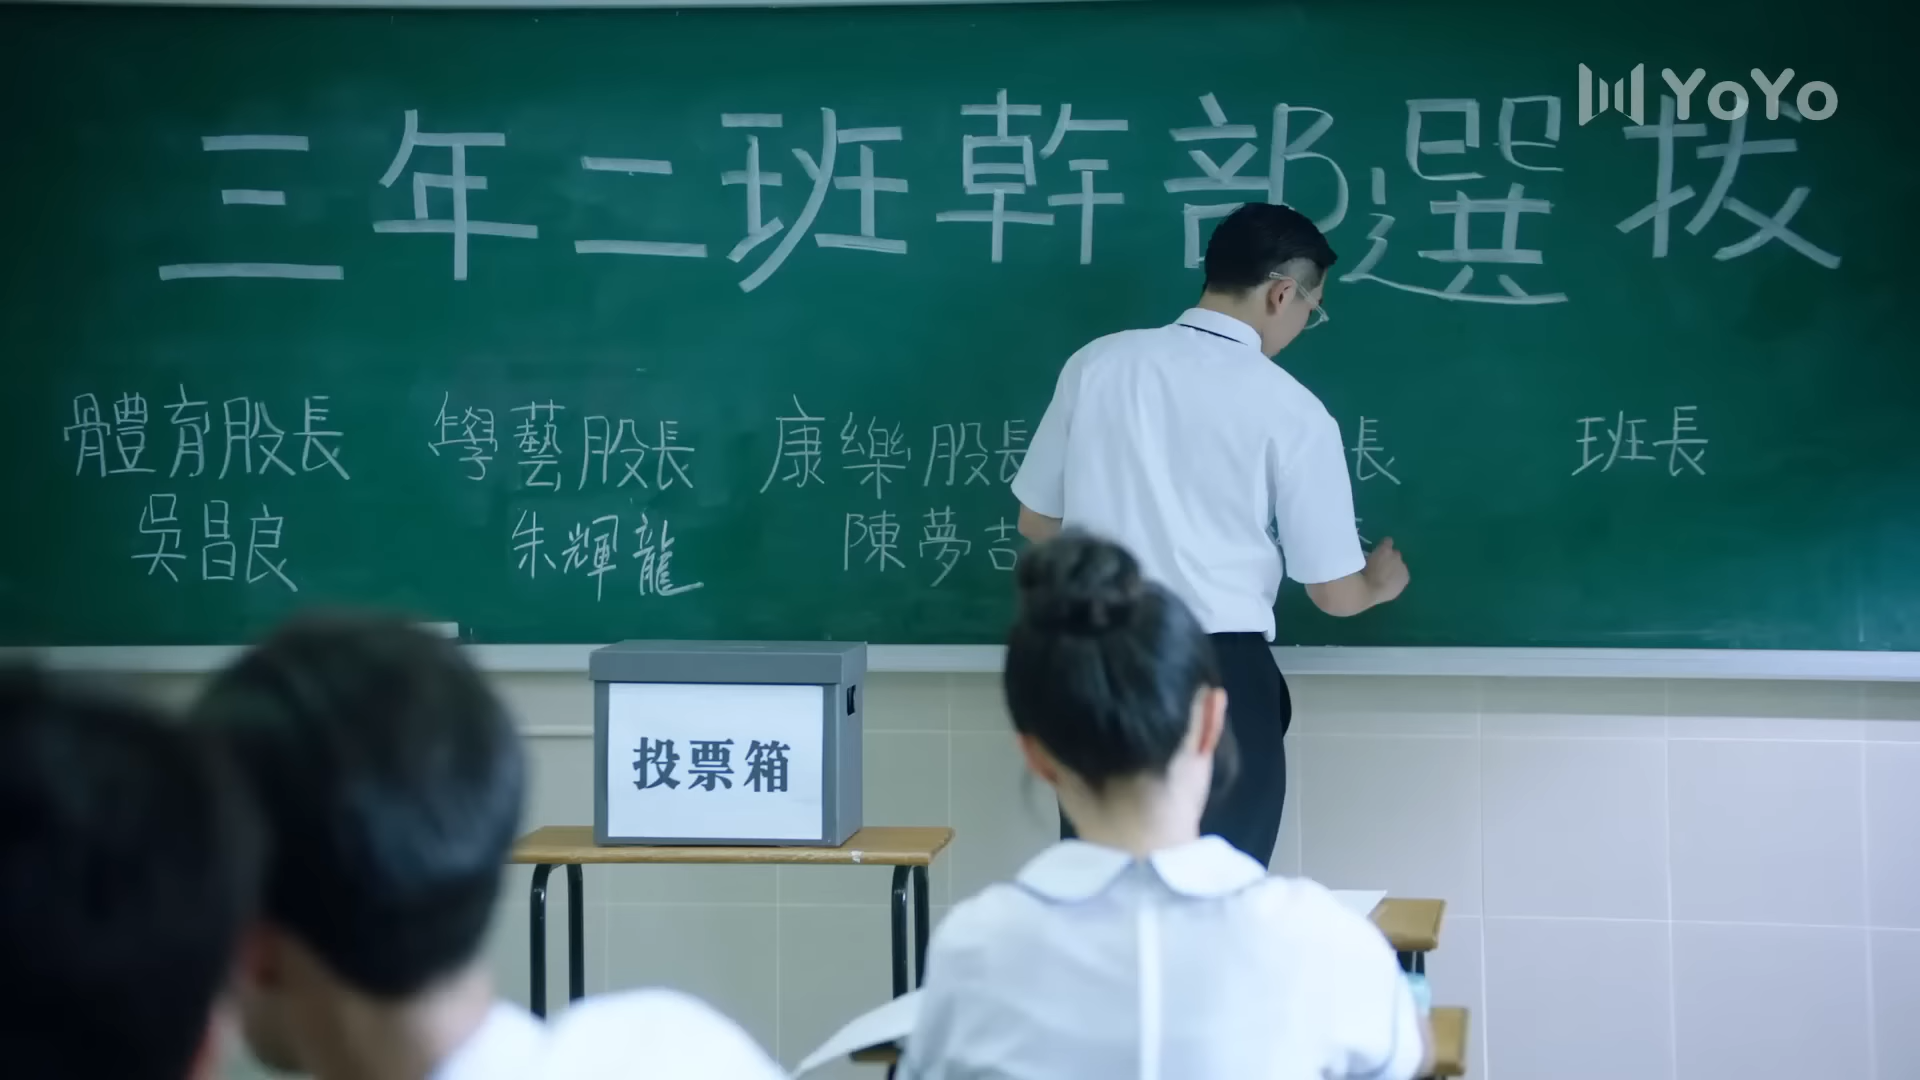 YoYo
三年二班幹部選拔
體育股長 學藝股長 康樂股長 長 班長
吳昌良 朱輝龍 陳夢吉
投票箱